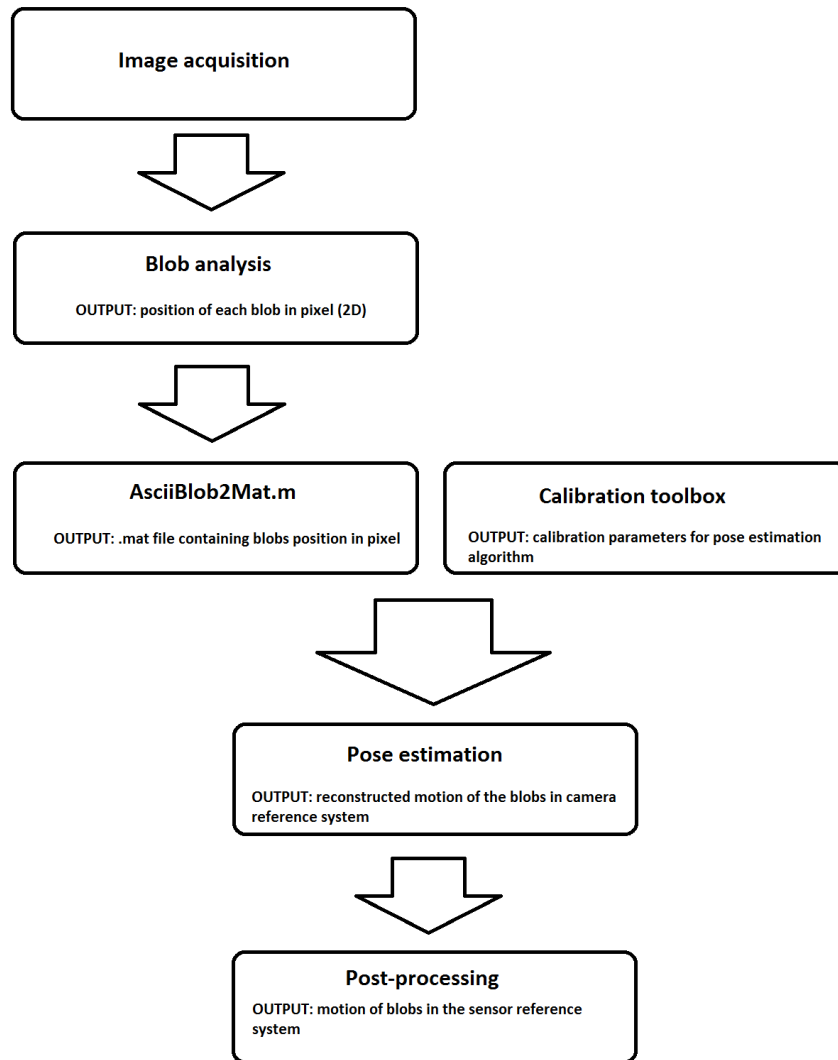 Image acquisition
Blob analysis
OUTPUT: position of each blob in pixel (2D)
AsciiBlob2Mat.m
OUTPUT: .mat file containing blobs position in pixel
Calibration toolbox
OUTPUT: calibration parameters for pose estimation
algorithm
Pose estimation
OUTPUT: reconstructed motion of the blobs in camera
reference system
Post-processing
OUTPUT: motion of blobs in the sensor reference
system